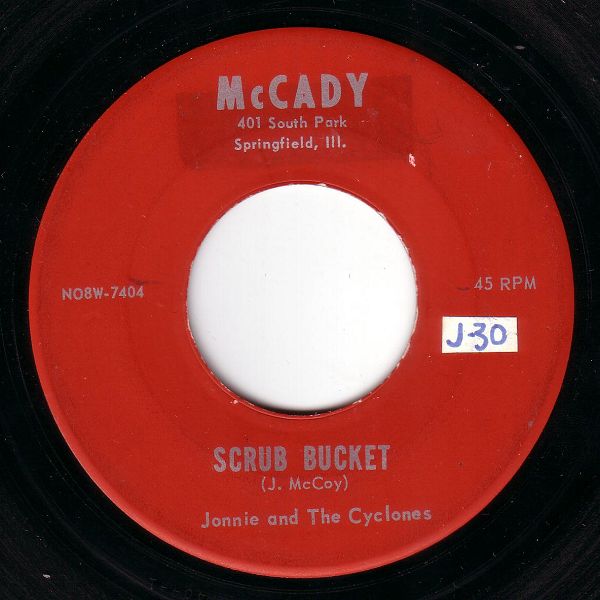 McCADY
401 South Park
Springfield, Ill.
NO8W-7404
45 RPM
J-30
SCRUB BUCKET
(J. McCoy)
Jonnie and The Cyclones